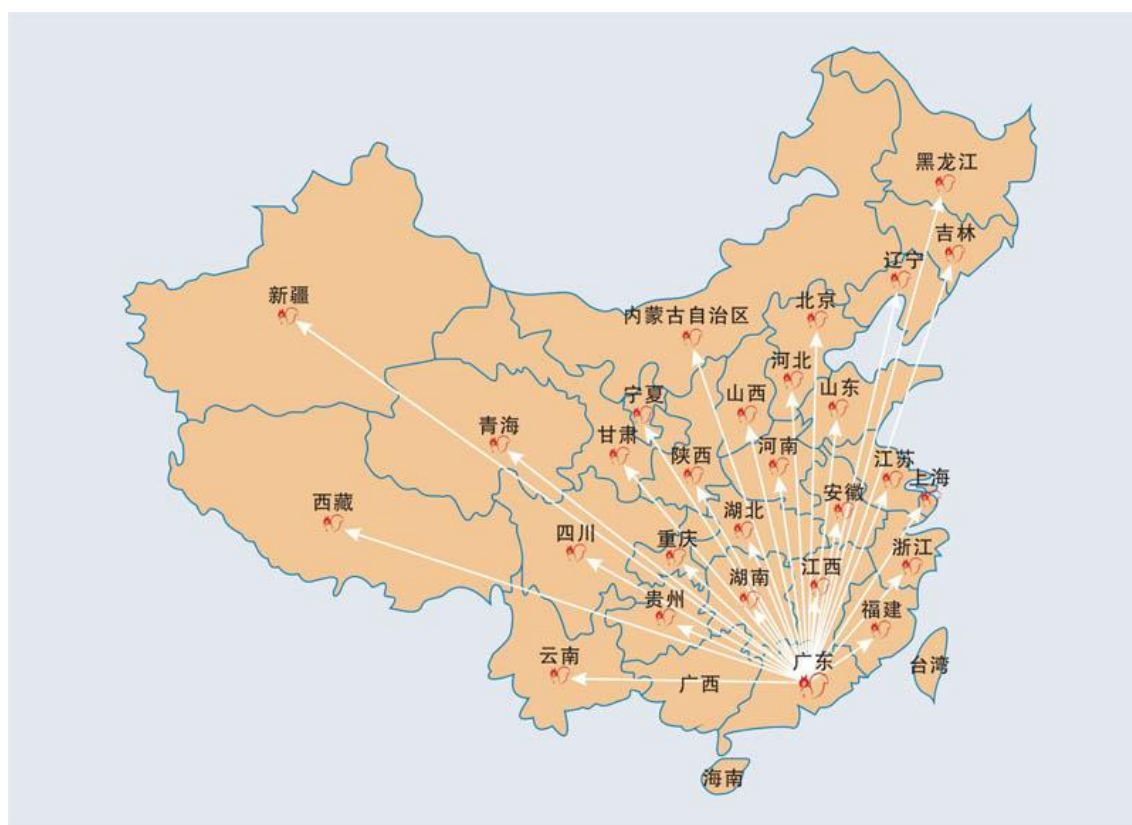 黑龙江
吉林
辽宁
新疆
内蒙古自治区
北京
河北
山西
山东
宁夏
青海
甘肃
陕西
河南
江苏
上海
安徽
西藏
湖北
四川
重庆
浙江
江西
湖南
贵州
福建
云南
广西
广东
台湾
海南